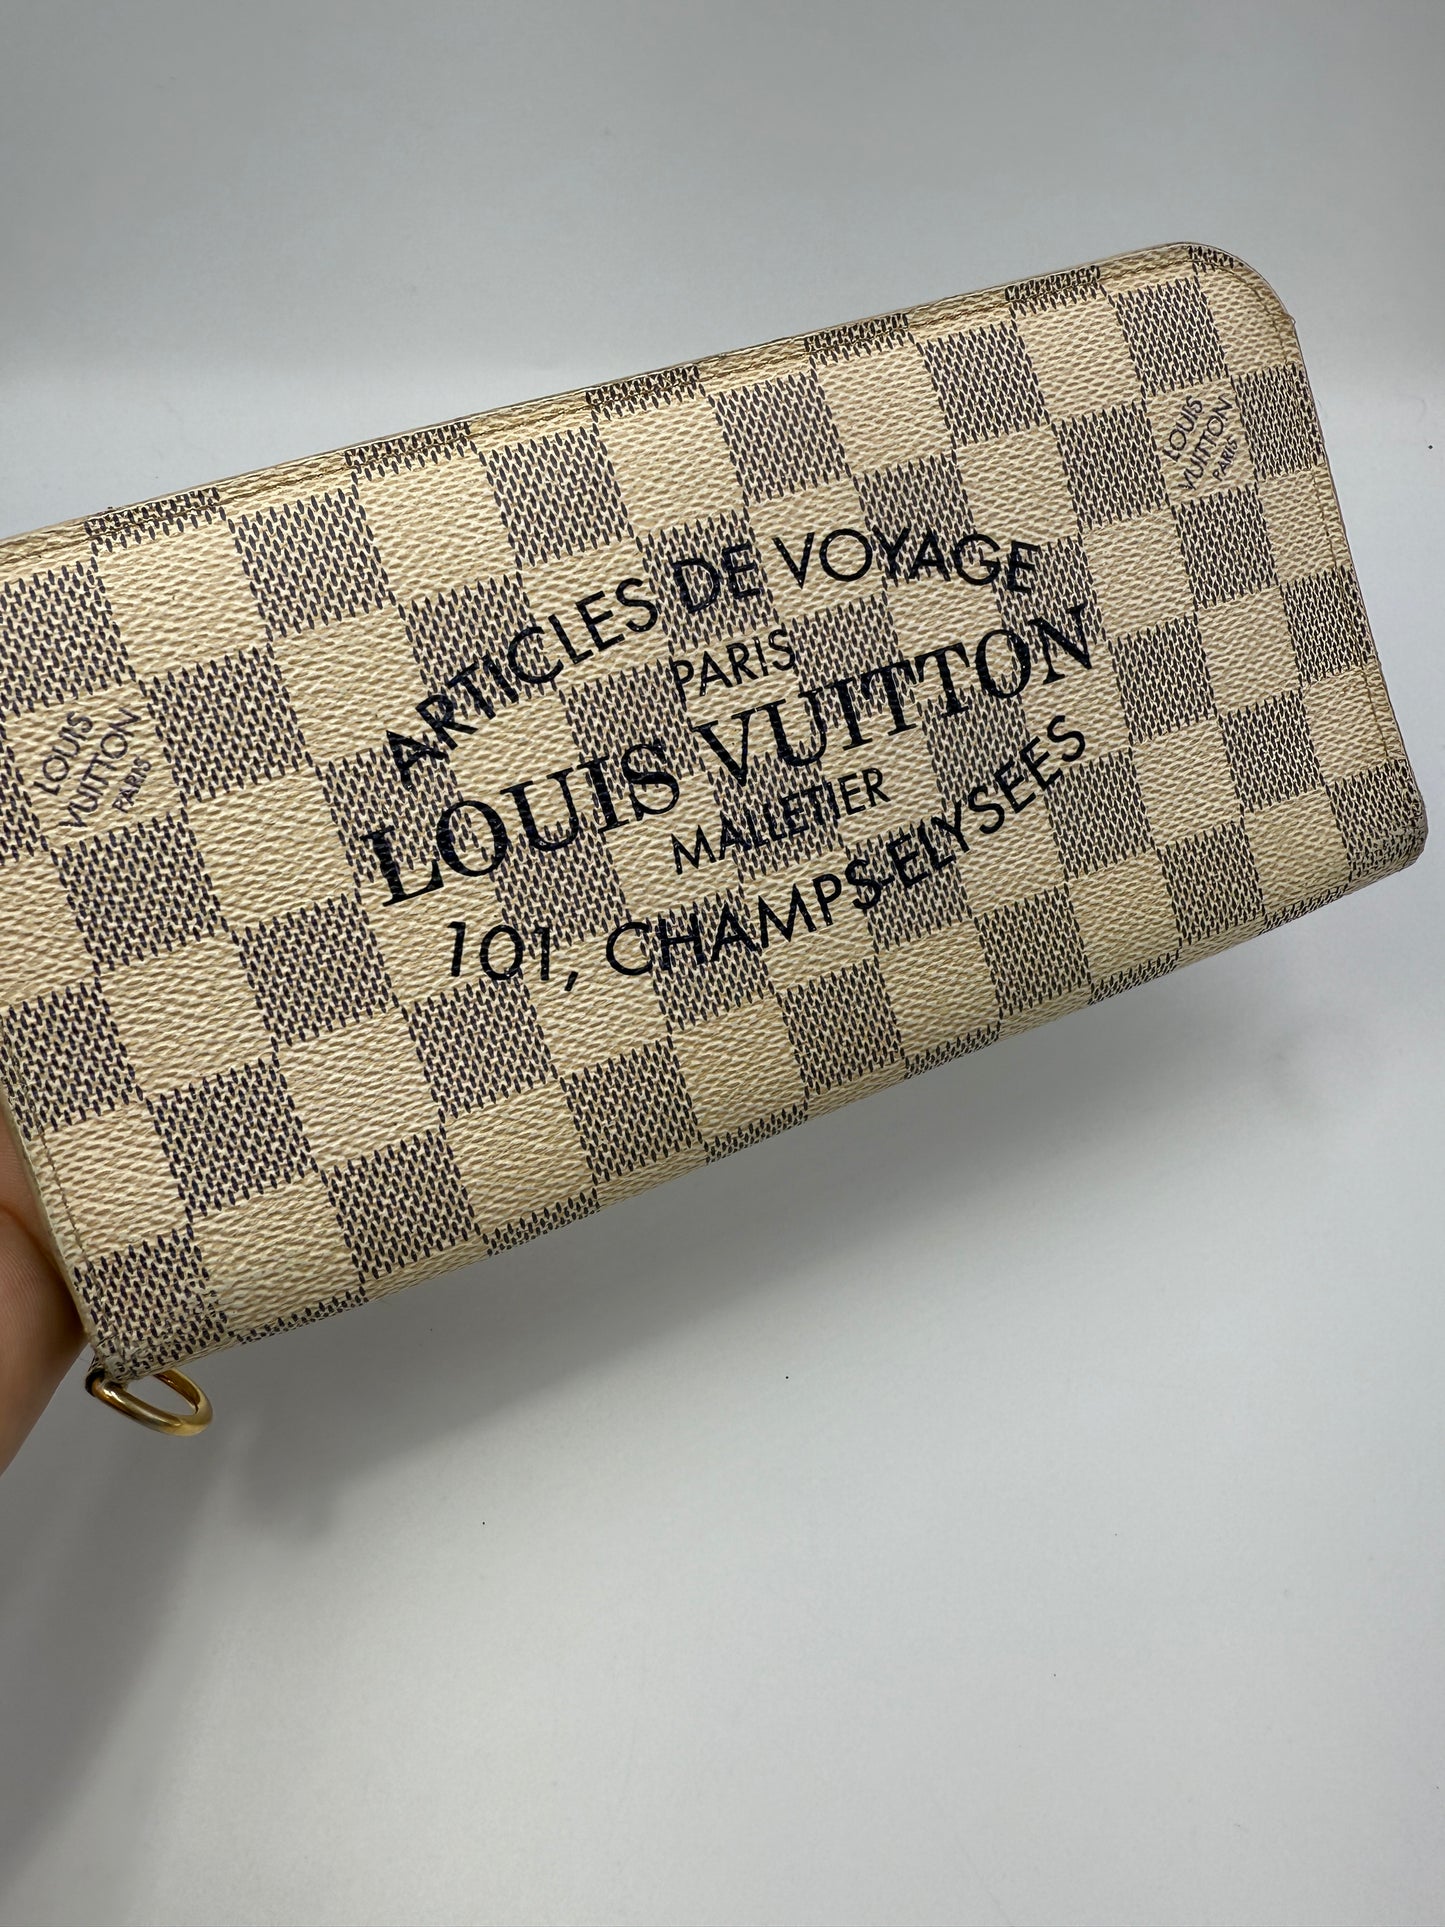 LOUIS
VUITTON
PARIS
ARTICLES DE VOYAGE
PARIS
LOUIS VUITTON
MALLETIER
101, CHAMPS-ELYSEES
LOUIS
VUITTON
PARIS